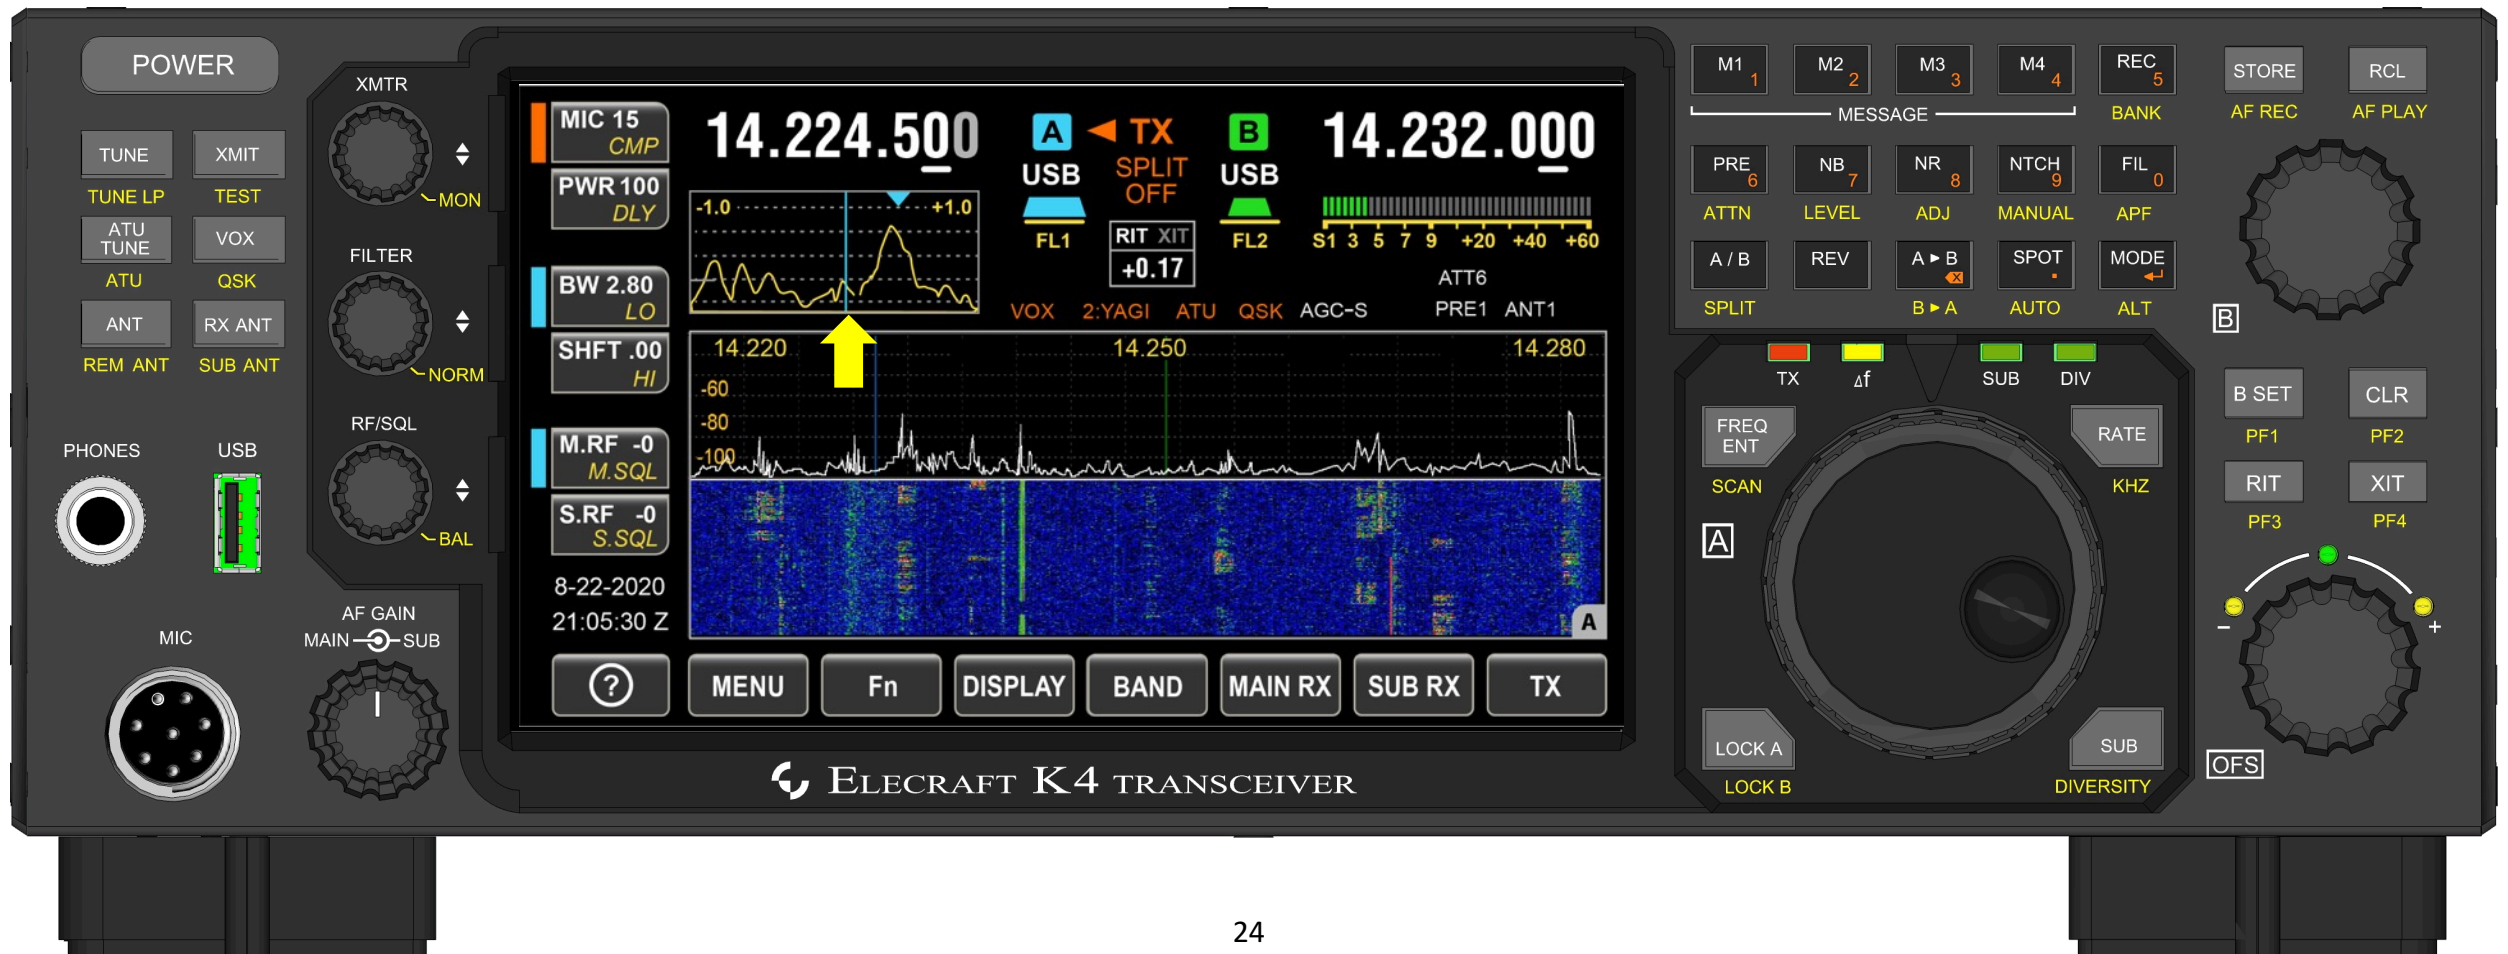 POWER
TUNE
XMIT
TUNE LP
TEST
ATU
TUNE
VOX
ATU
QSK
ANT
RX ANT
REM ANT
SUB ANT
PHONES
USB
MIC
XMTR
MON
FILTER
NORM
RF/SQL
BAL
AF GAIN
MAIN
SUB
MIC 15
CMP
PWR 100
DLY
BW 2.80
LO
SHFT .00
HI
M.RF -0
M.SQL
S.RF -0
S.SQL
8-22-2020
21:05:30 Z
14.224.500
A
TX
B
14.232.000
USB
SPLIT
OFF
USB
-1.0
+1.0
FL1
RIT XIT
+0.17
FL2
S1 3 5 7 9 +20 +40 +60
ATT6
VOX 2:YAGI ATU QSK AGC-S PRE1 ANT1
14.220
14.250
14.280
-60
-80
-100
A
?
MENU
Fn
DISPLAY
BAND
MAIN RX
SUB RX
TX
ELECRAFT K4 TRANSCEIVER
M1 1
M2 2
M3 3
M4 4
REC 5
MESSAGE
BANK
PRE 6
NB 7
NR 8
NTCH 9
FIL 0
ATTN
LEVEL
ADJ
MANUAL
APF
A / B
REV
A ▸ B
SPOT .
MODE
SPLIT
B ▸ A
AUTO
ALT
STORE
RCL
AF REC
AF PLAY
B
TX
Δf
SUB
DIV
FREQ
ENT
RATE
SCAN
KHZ
A
LOCK A
SUB
LOCK B
DIVERSITY
B SET
CLR
PF1
PF2
RIT
XIT
PF3
PF4
−
+
OFS
24